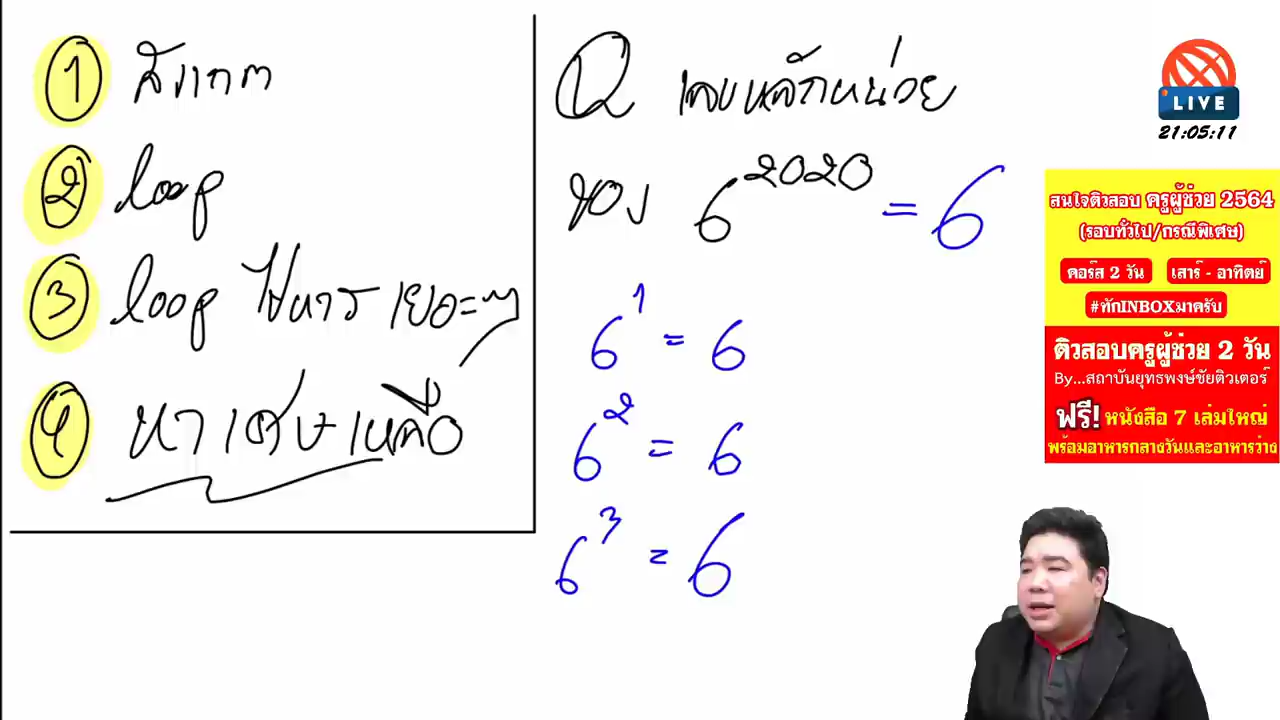 ① สังเกต
② loop
③ loop ไปหาร เยอะๆ
④ หาเศษเหลือ
Q เลขหลักหน่วย
ของ 6^2020 = 6
6^1 = 6
6^2 = 6
6^3 = 6
LIVE
21:05:11
สนใจติวสอบ ครูผู้ช่วย 2564
(รอบทั่วไป/กรณีพิเศษ)
คอร์ส 2 วัน เสาร์ - อาทิตย์
#ทักINBOXมาครับ
ติวสอบครูผู้ช่วย 2 วัน
By...สถาบันยุทธพงษ์ชัยติวเตอร์
ฟรี! หนังสือ 7 เล่มใหญ่
พร้อมอาหารกลางวันและอาหารว่าง